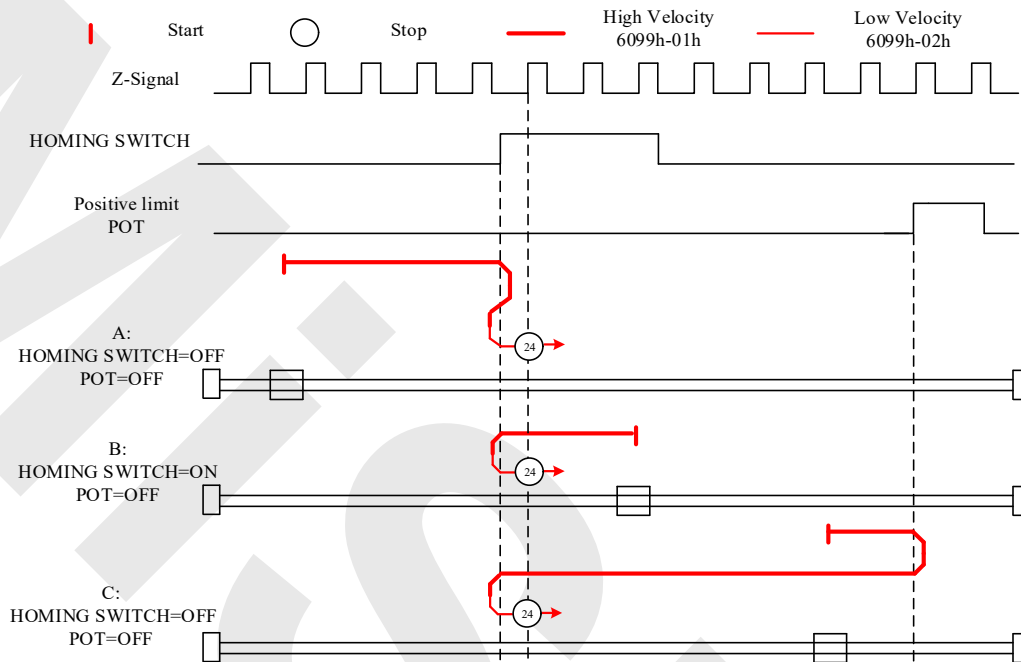 Start
Stop
High Velocity
6099h-01h
Low Velocity
6099h-02h
Z-Signal
HOMING SWITCH
Positive limit
POT
A:
HOMING SWITCH=OFF
POT=OFF
24
B:
HOMING SWITCH=ON
POT=OFF
24
C:
HOMING SWITCH=OFF
POT=OFF
24